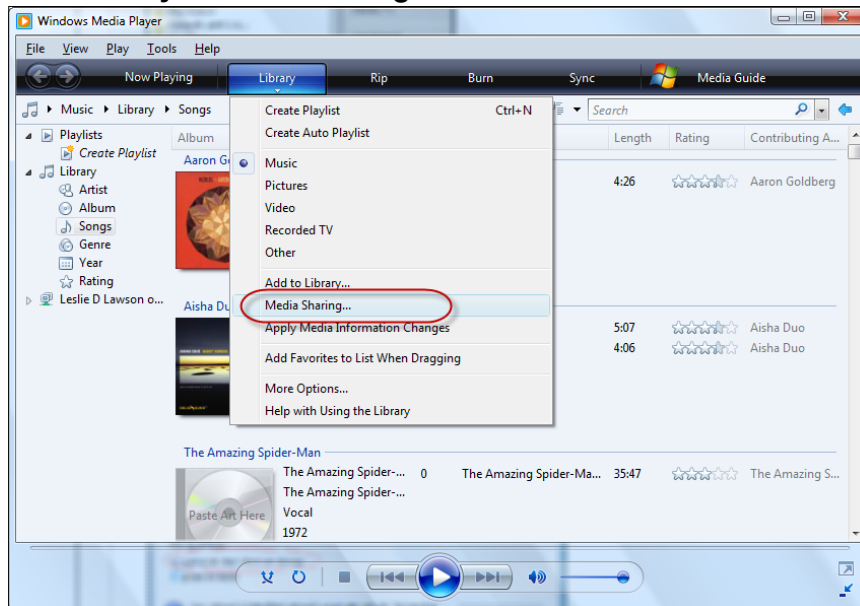 Windows Media Player
File View Play Tools Help
Now Playing Library Rip Burn Sync Media Guide
Music Library Songs
Search
Create Playlist Ctrl+N
Create Auto Playlist
Music
Pictures
Video
Recorded TV
Other
Add to Library...
Media Sharing...
Apply Media Information Changes
Add Favorites to List When Dragging
More Options...
Help with Using the Library
Playlists
Create Playlist
Library
Artist
Album
Songs
Genre
Year
Rating
Leslie D Lawson o...
Album Length Rating Contributing A...
Aaron G
4:26 Aaron Goldberg
Aisha Du
5:07 Aisha Duo
4:06 Aisha Duo
The Amazing Spider-Man
The Amazing Spider-... 0 The Amazing Spider-Ma... 35:47 The Amazing S...
The Amazing Spider-...
Vocal
1972
Paste Art Here